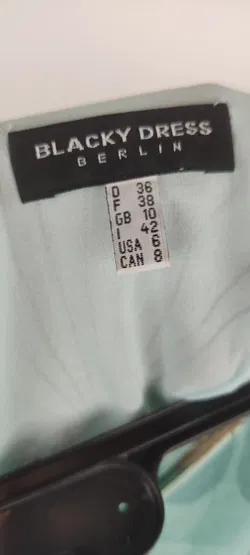 BLACKY DRESS
BERLIN
D 36
F 38
GB 10
I 42
USA 6
CAN 8